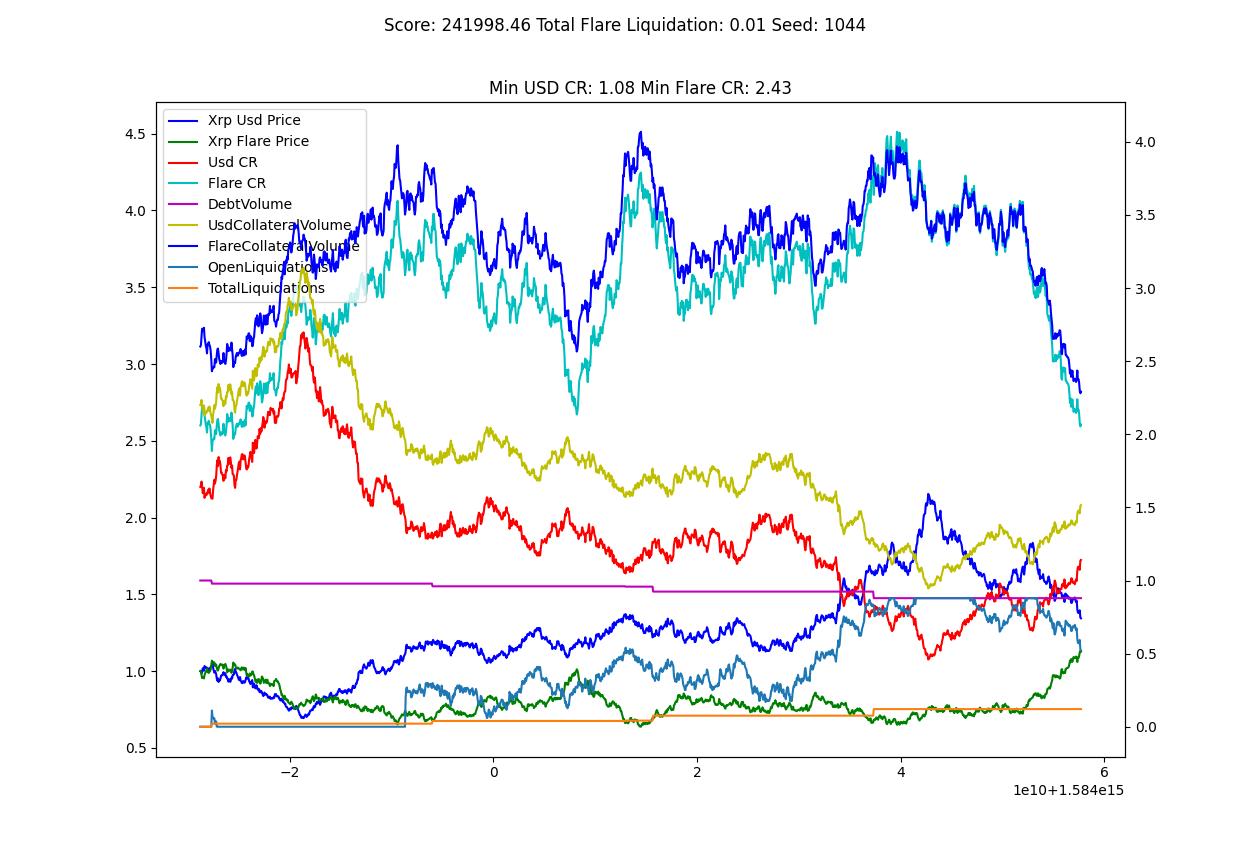 Score: 241998.46 Total Flare Liquidation: 0.01 Seed: 1044
Min USD CR: 1.08 Min Flare CR: 2.43
Xrp Usd Price
Xrp Flare Price
Usd CR
Flare CR
DebtVolume
UsdCollateralVolume
FlareCollateralVolume
OpenLiquidations
TotalLiquidations
4.5
4.0
3.5
3.0
2.5
2.0
1.5
1.0
0.5
4.0
3.5
3.0
2.5
2.0
1.5
1.0
0.5
0.0
−2 0 2 4 6
1e10+1.584e15